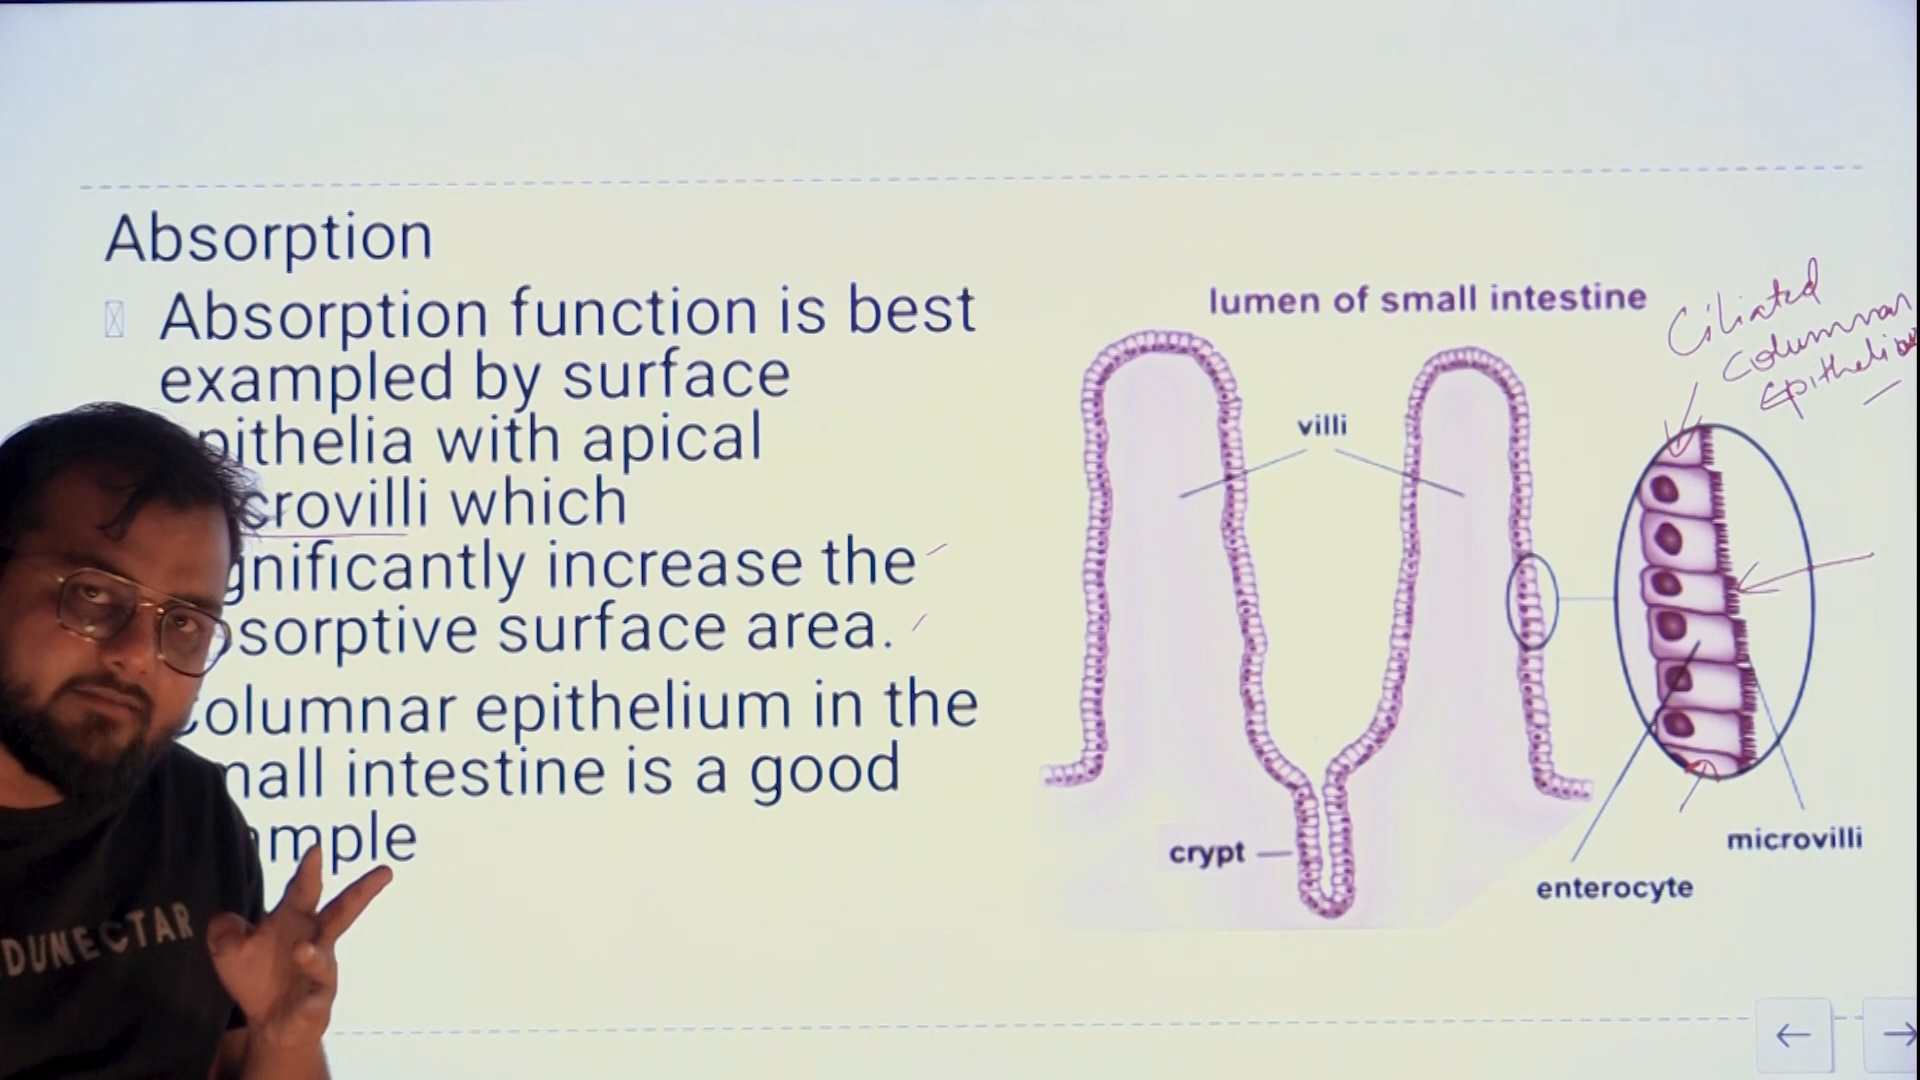 Absorption
Absorption function is best
exampled by surface
pithelia with apical
crovilli which
gnificantly increase the
sorptive surface area.
Columnar epithelium in the
mall intestine is a good
ample
lumen of small intestine
Ciliated
Columnar
Epithelium
villi
crypt
microvilli
enterocyte
DUNECTAR